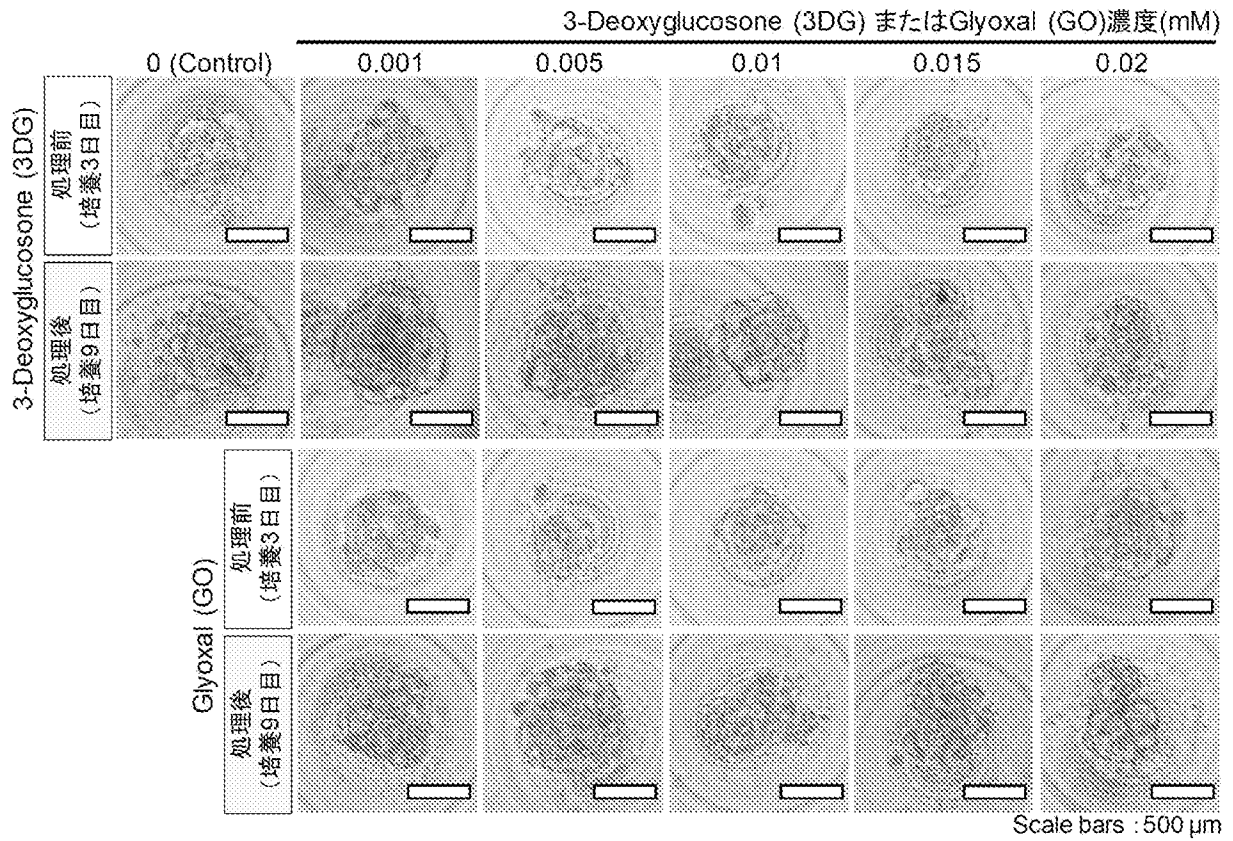 3-Deoxyglucosone (3DG) またはGlyoxal (GO)濃度(mM)
0 (Control) 0.001 0.005 0.01 0.015 0.02
3-Deoxyglucosone (3DG)
処理前
(培養3日目)
処理後
(培養9日目)
Glyoxal (GO)
処理前
(培養3日目)
処理後
(培養9日目)
Scale bars : 500 μm